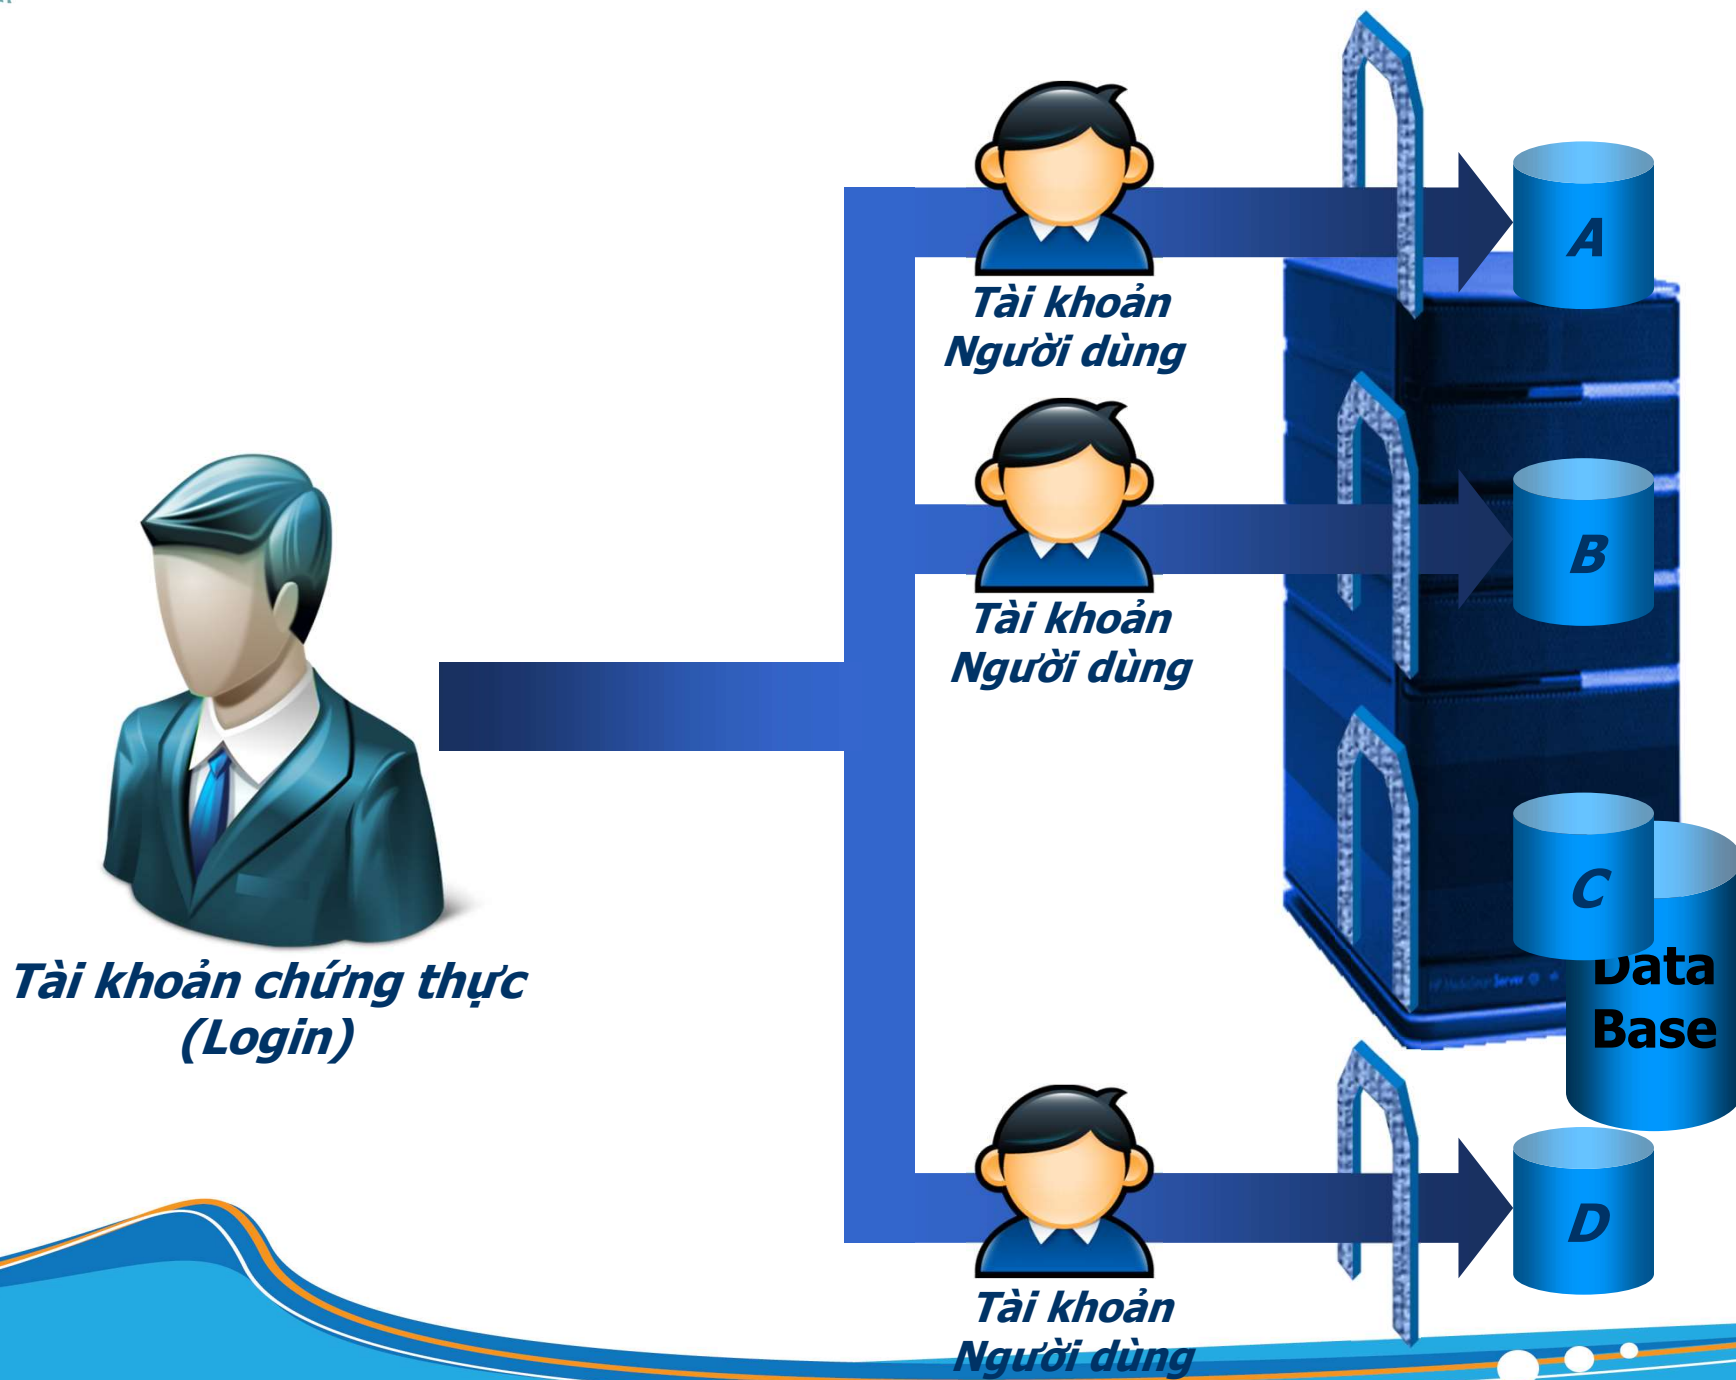 A
Tài khoản
Người dùng
B
Tài khoản
Người dùng
Tài khoản chứng thực
(Login)
C
Data
Base
D
Tài khoản
Người dùng